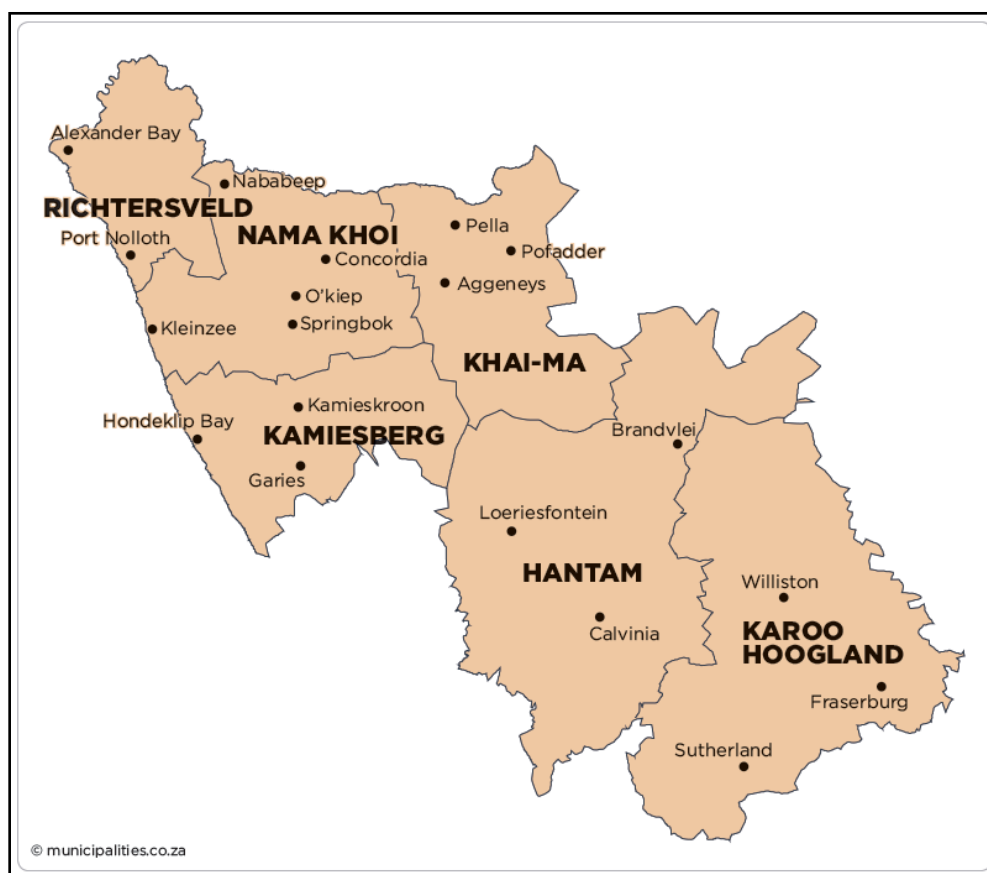 Alexander Bay
Nababeep
RICHTERSVELD
Port Nolloth
NAMA KHOI
Pella
Pofadder
Concordia
Aggeneys
O'kiep
Springbok
Kleinzee
KHAI-MA
Kamieskroon
Hondeklip Bay
KAMIESBERG
Brandvlei
Garies
Loeriesfontein
HANTAM
Williston
Calvinia
KAROO
HOOGLAND
Fraserburg
Sutherland
© municipalities.co.za